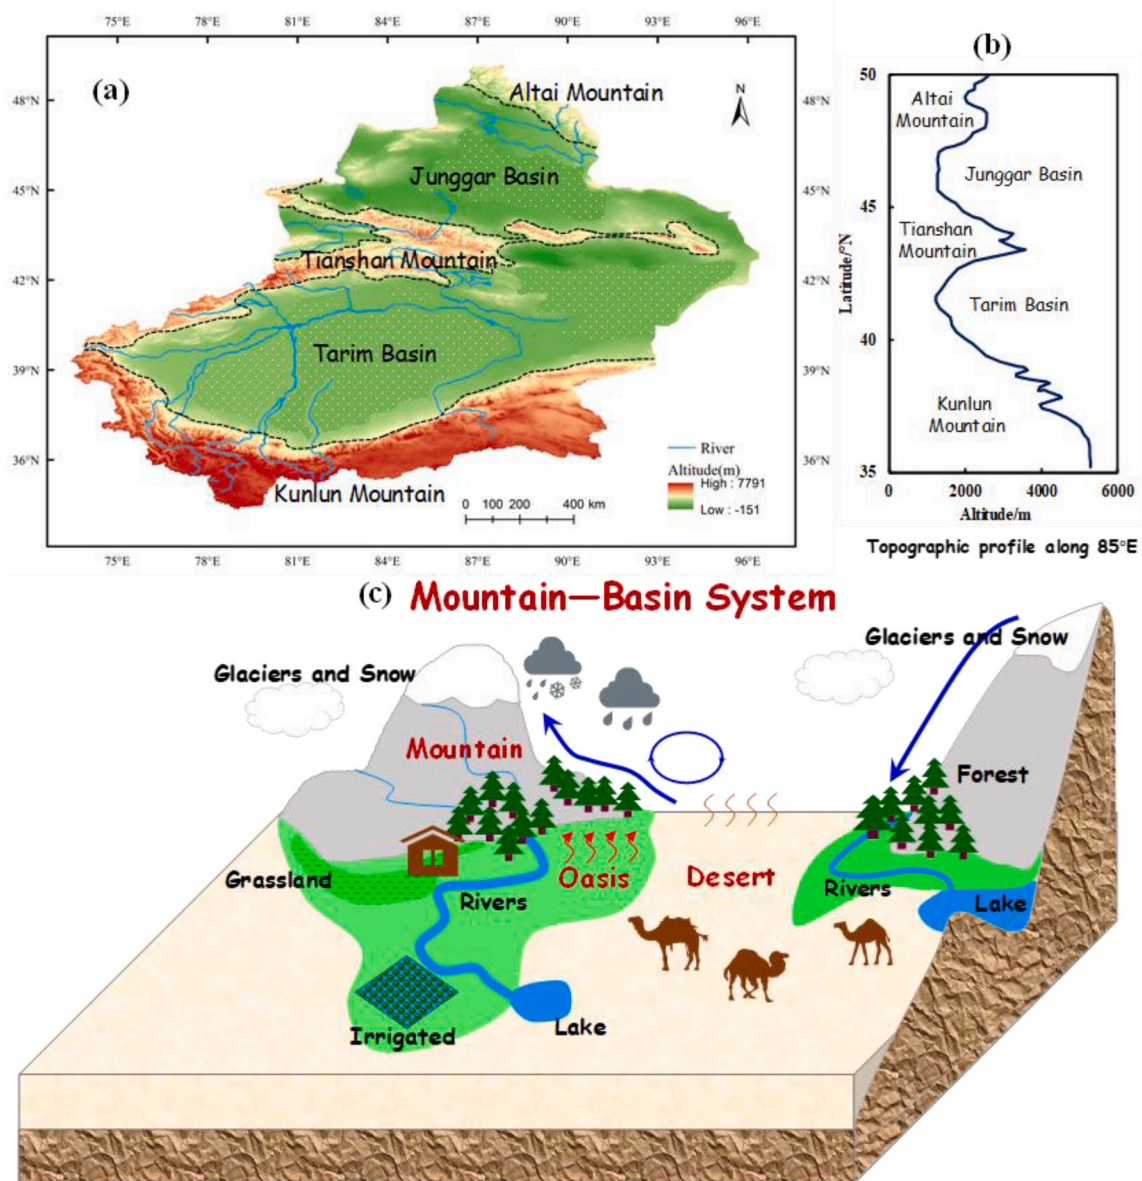 75°E 78°E 81°E 84°E 87°E 90°E 93°E 96°E
(a)
N
48°N
45°N
42°N
39°N
36°N
48°N
45°N
42°N
39°N
36°N
Altai Mountain
Junggar Basin
Tianshan Mountain
Tarim Basin
Kunlun Mountain
River
Altitude(m)
High : 7791
Low : -151
0 100 200 400 km
75°E 78°E 81°E 84°E 87°E 90°E 93°E 96°E
(b)
50
45
40
35
Latitude/°N
Altai
Mountain
Junggar Basin
Tianshan
Mountain
Tarim Basin
Kunlun
Mountain
0 2000 4000 6000
Altitude/m
Topographic profile along 85°E
(c) Mountain—Basin System
Glaciers and Snow
Glaciers and Snow
Mountain
Forest
Grassland
Rivers
Oasis
Desert
Rivers
Lake
Irrigated
Lake